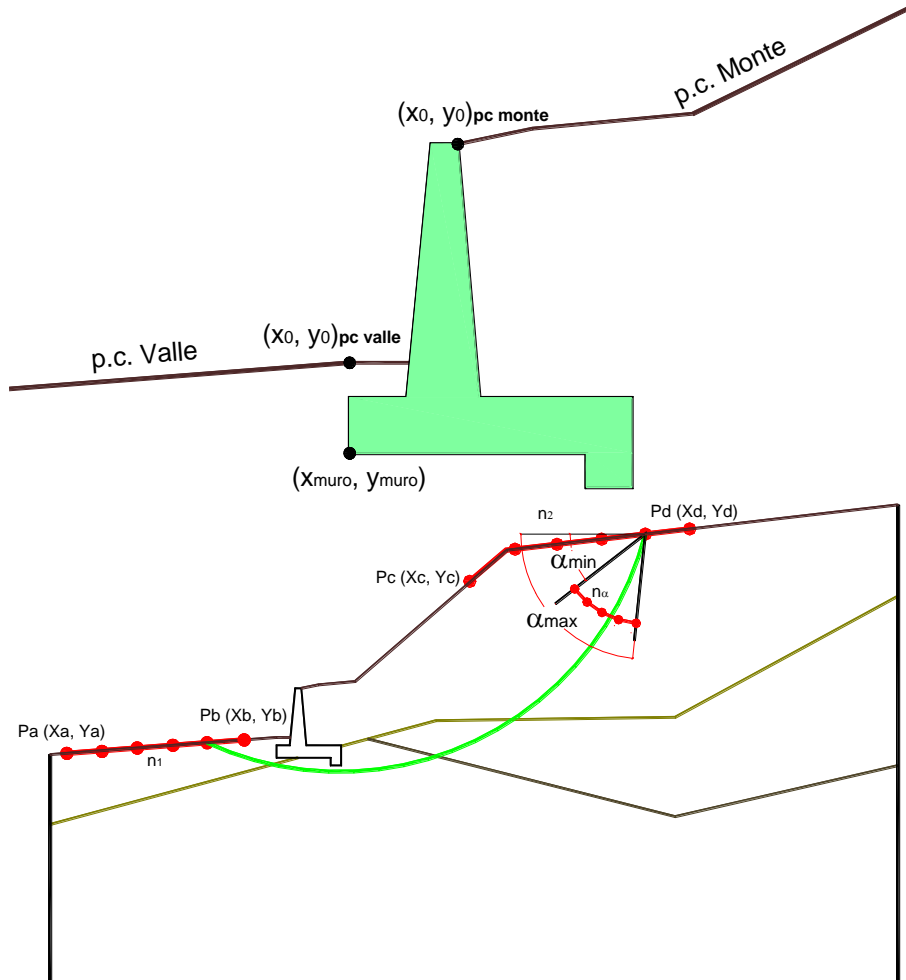 p.c. Monte
(x0, y0)pc monte
(x0, y0)pc valle
p.c. Valle
(xmuro, ymuro)
n2
Pd (Xd, Yd)
αmin
Pc (Xc, Yc)
nα
αmax
Pb (Xb, Yb)
Pa (Xa, Ya)
n1